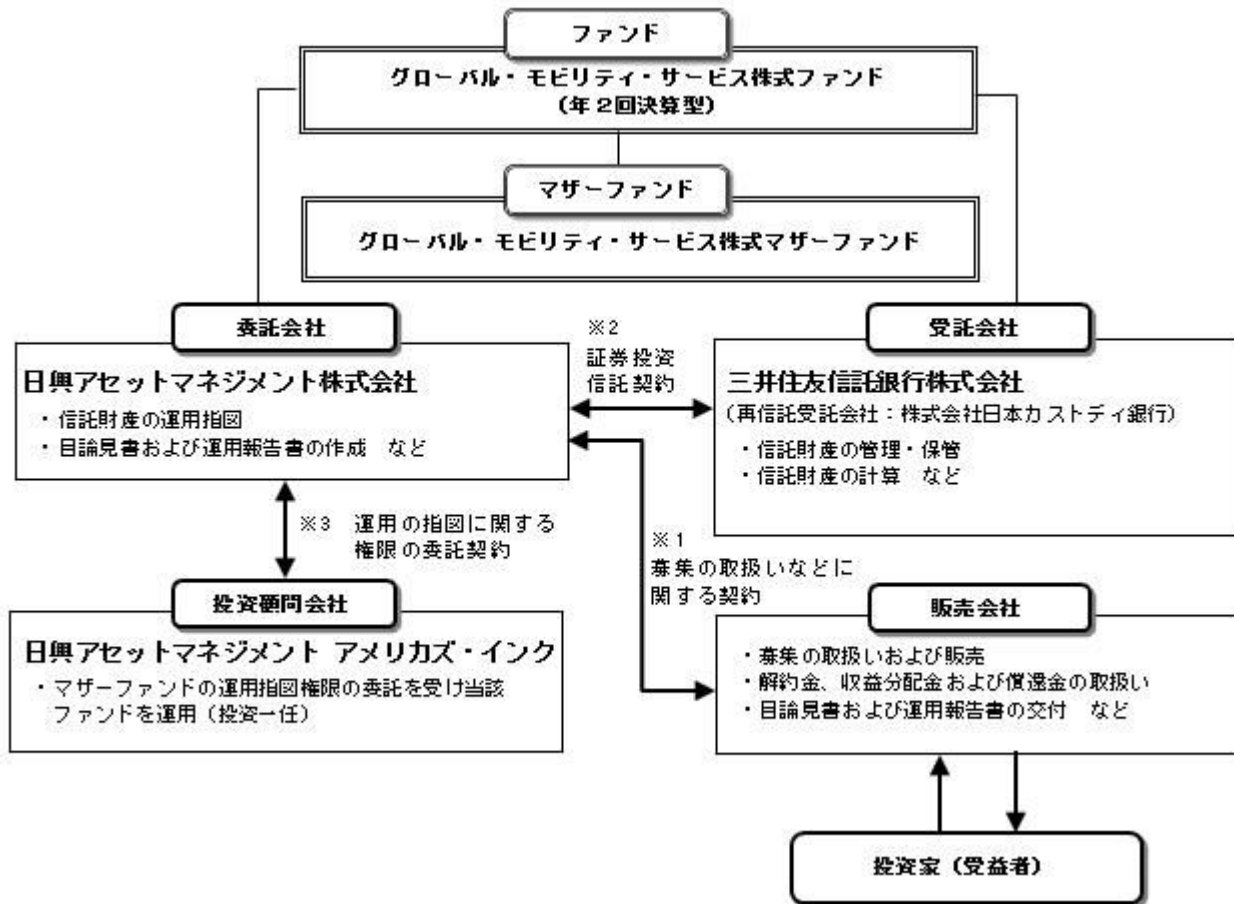 ファンド
グローバル・モビリティ・サービス株式ファンド
(年2回決算型)
マザーファンド
グローバル・モビリティ・サービス株式マザーファンド
委託会社
日興アセットマネジメント株式会社
・信託財産の運用指図
・目論見書および運用報告書の作成　など
※2
証券投資
信託契約
受託会社
三井住友信託銀行株式会社
(再信託受託会社：株式会社日本カストディ銀行)
・信託財産の管理・保管
・信託財産の計算　など
※3　運用の指図に関する
権限の委託契約
※1
募集の取扱いなどに
関する契約
投資顧問会社
日興アセットマネジメント アメリカズ・インク
・マザーファンドの運用指図権限の委託を受け当該
ファンドを運用（投資一任）
販売会社
・募集の取扱いおよび販売
・解約金、収益分配金および償還金の取扱い
・目論見書および運用報告書の交付　など
投資家（受益者）